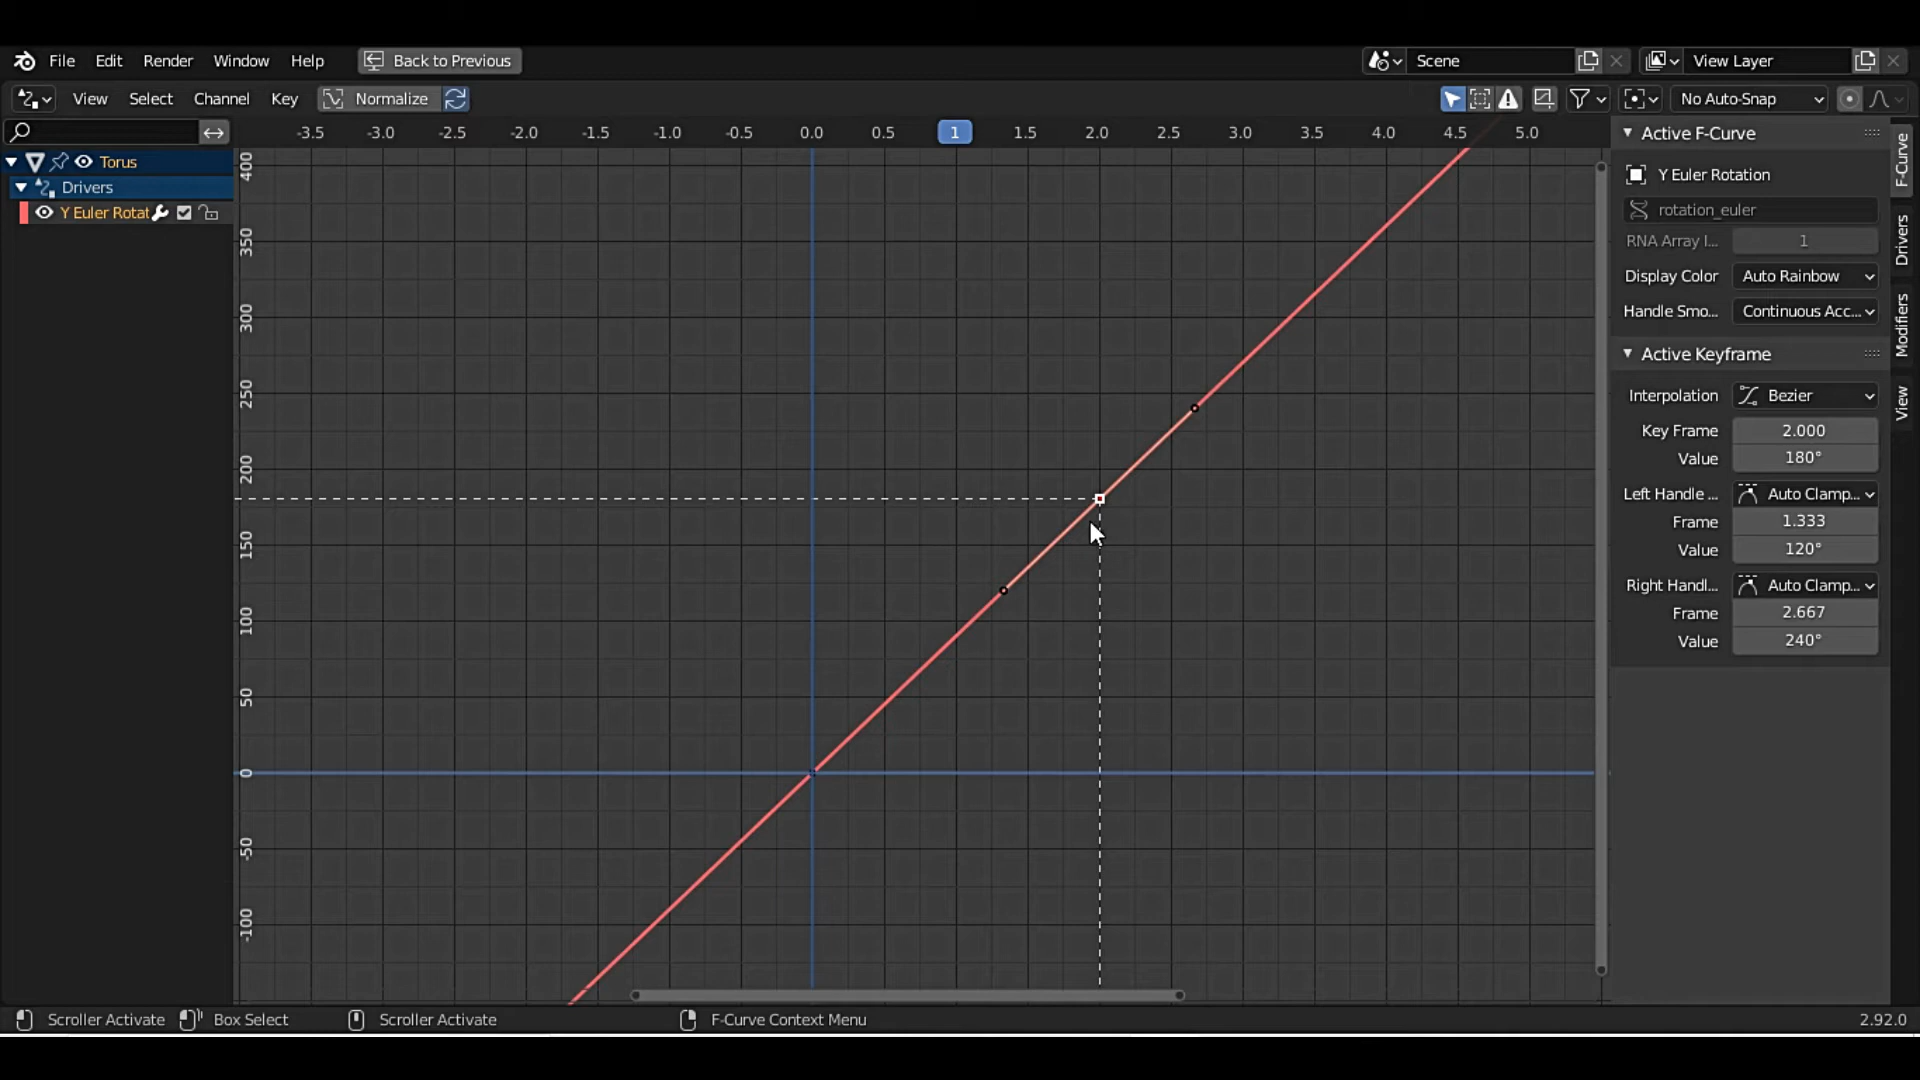 File Edit Render Window Help Back to Previous Scene View Layer
View Select Channel Key Normalize No Auto-Snap
-3.5 -3.0 -2.5 -2.0 -1.5 -1.0 -0.5 0.0 0.5 1 1.5 2.0 2.5 3.0 3.5 4.0 4.5 5.0
Torus
Drivers
Y Euler Rotat
400
350
300
250
200
150
100
50
0
-50
-100
Active F-Curve
Y Euler Rotation
rotation_euler
RNA Array I... 1
Display Color Auto Rainbow
Handle Smo... Continuous Acc...
Active Keyframe
Interpolation Bezier
Key Frame 2.000
Value 180°
Left Handle ... Auto Clamp...
Frame 1.333
Value 120°
Right Handl... Auto Clamp...
Frame 2.667
Value 240°
F-Curve
Drivers
Modifiers
View
Scroller Activate Box Select Scroller Activate F-Curve Context Menu 2.92.0